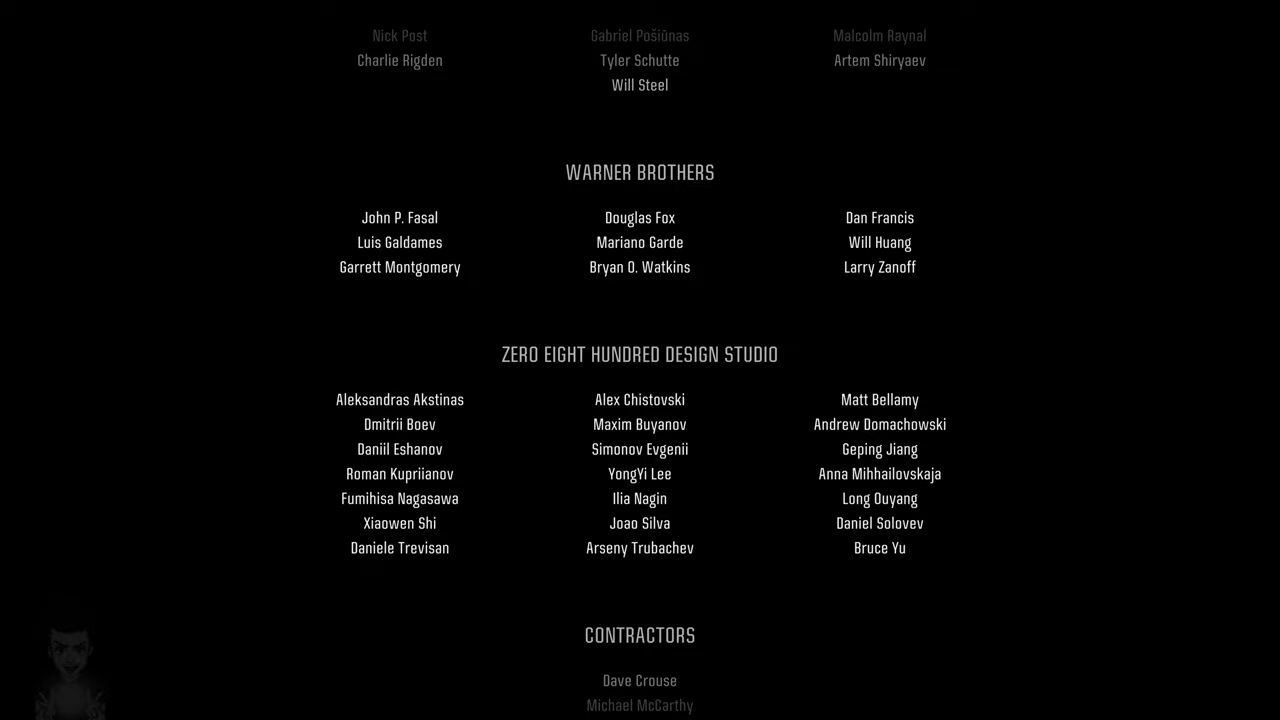 Nick Post Gabriel Pošiūnas Malcolm Raynal
Charlie Rigden Tyler Schutte Artem Shiryaev
Will Steel
WARNER BROTHERS
John P. Fasal Douglas Fox Dan Francis
Luis Galdames Mariano Garde Will Huang
Garrett Montgomery Bryan O. Watkins Larry Zanoff
ZERO EIGHT HUNDRED DESIGN STUDIO
Aleksandras Akstinas Alex Chistovski Matt Bellamy
Dmitrii Boev Maxim Buyanov Andrew Domachowski
Daniil Eshanov Simonov Evgenii Geping Jiang
Roman Kupriianov YongYi Lee Anna Mihhailovskaja
Fumihisa Nagasawa Ilia Nagin Long Ouyang
Xiaowen Shi Joao Silva Daniel Solovev
Daniele Trevisan Arseny Trubachev Bruce Yu
CONTRACTORS
Dave Crouse
Michael McCarthy